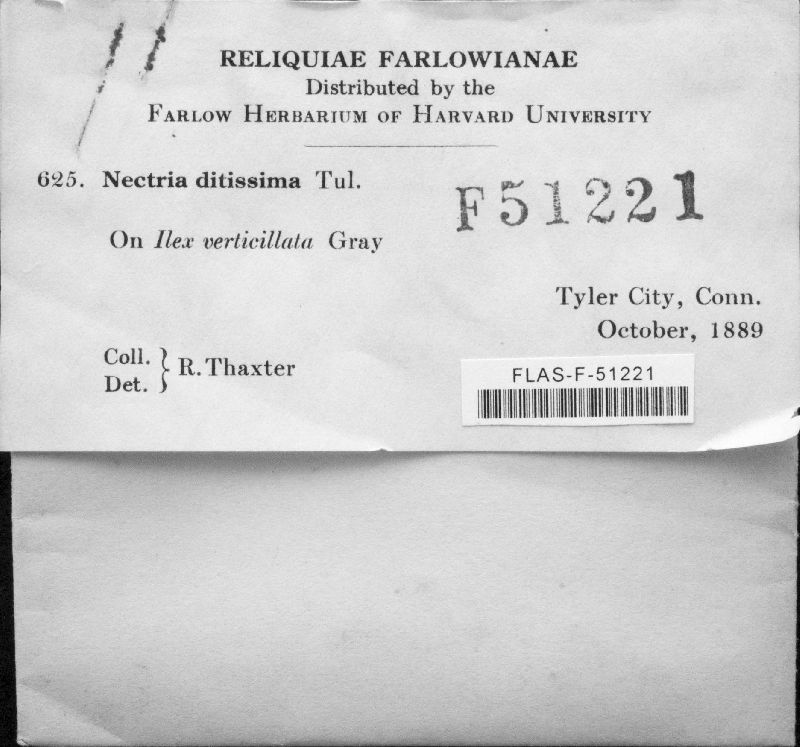 RELIQUIAE FARLOWIANAE
Distributed by the
FARLOW HERBARIUM OF HARVARD UNIVERSITY
625. Nectria ditissima Tul.
F51221
On Ilex verticillata Gray
Tyler City, Conn.
October, 1889
Coll.
Det. } R. Thaxter
FLAS-F-51221